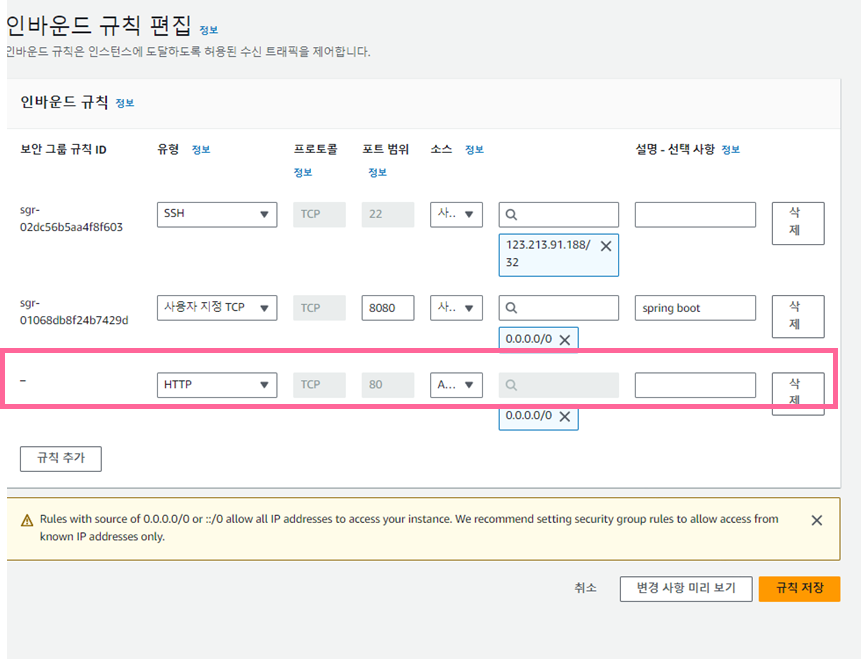 인바운드 규칙 편집 정보
인바운드 규칙은 인스턴스에 도달하도록 허용된 수신 트래픽을 제어합니다.
인바운드 규칙 정보
보안 그룹 규칙 ID 유형 정보 프로토콜 정보 포트 범위 정보 소스 정보 설명 - 선택 사항 정보
sgr-
02dc56b5aa4f8f603
SSH TCP 22 사.. 삭제
123.213.91.188/
32
sgr-
01068db8f24b7429d
사용자 지정 TCP TCP 8080 사.. spring boot 삭제
0.0.0.0/0
– HTTP TCP 80 A... 삭제
0.0.0.0/0
규칙 추가
Rules with source of 0.0.0.0/0 or ::/0 allow all IP addresses to access your instance. We recommend setting security group rules to allow access from
known IP addresses only.
취소 변경 사항 미리 보기 규칙 저장